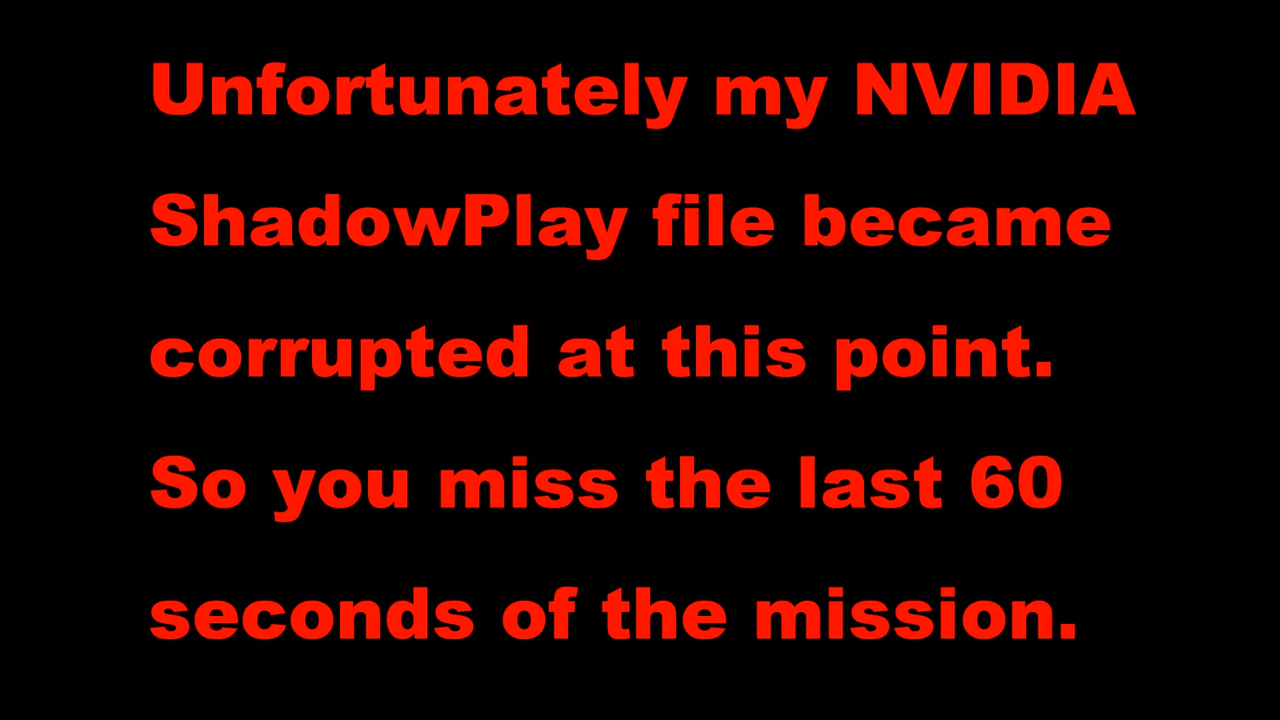 Unfortunately my NVIDIA
ShadowPlay file became
corrupted at this point.
So you miss the last 60
seconds of the mission.